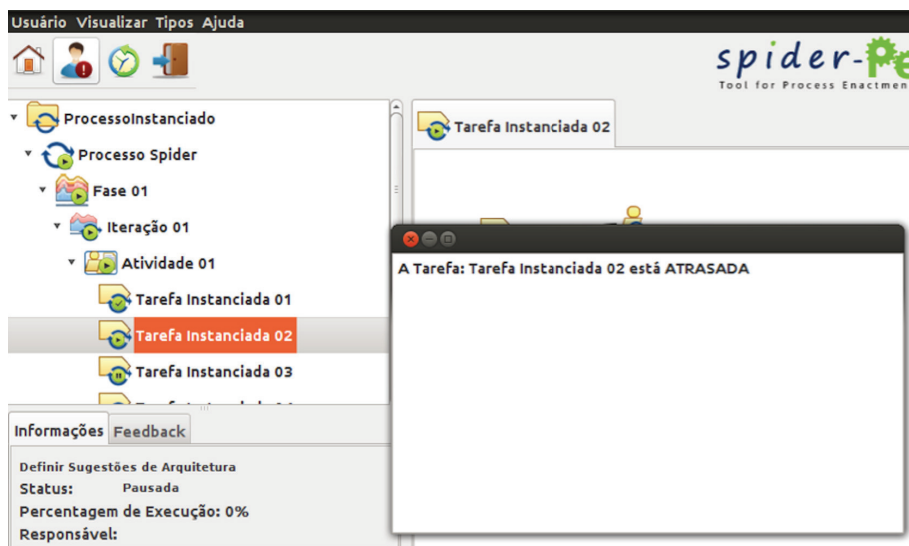 Usuário Visualizar Tipos Ajuda
spider-Pe
Tool for Process Enactmen
ProcessoInstanciado
Processo Spider
Fase 01
Iteração 01
Atividade 01
Tarefa Instanciada 01
Tarefa Instanciada 02
Tarefa Instanciada 03
Tarefa Instanciada 02
A Tarefa: Tarefa Instanciada 02 está ATRASADA
Informações Feedback
Definir Sugestões de Arquitetura
Status: Pausada
Percentagem de Execução: 0%
Responsável: